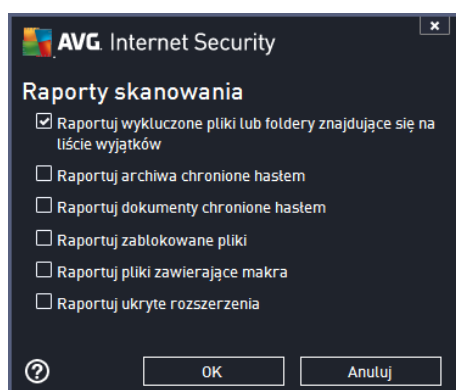 AVG. Internet Security
x
Raporty skanowania
Raportuj wykluczone pliki lub foldery znajdujące się na
liście wyjątków
Raportuj archiwa chronione hasłem
Raportuj dokumenty chronione hasłem
Raportuj zablokowane pliki
Raportuj pliki zawierające makra
Raportuj ukryte rozszerzenia
? OK Anuluj